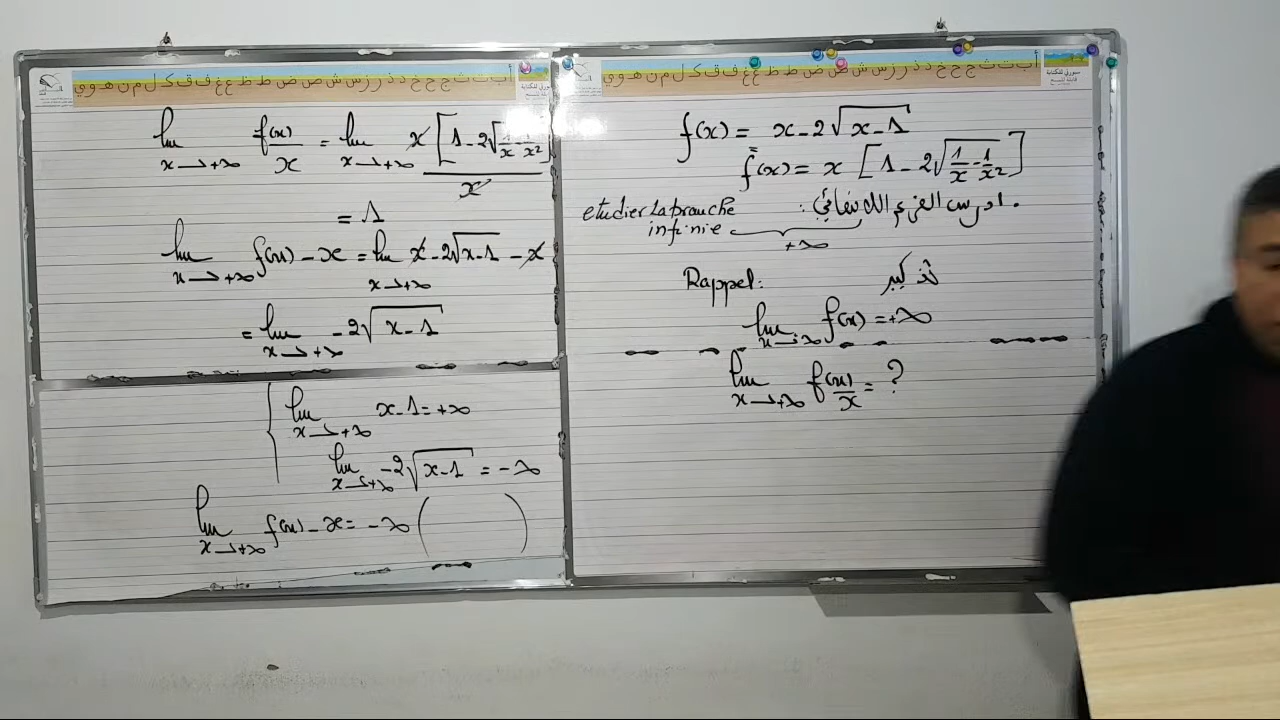 أ ب ت ث ج ح خ د ذ ر ز س ش ص ض ط ظ ع غ ف ق ك ل م ن هـ و ي
lim x→+∞ f(x)/x = lim x→+∞ x[1-2√(1/x - 1/x²)]/x
= 1
lim x→+∞ f(x) - x = lim x→+∞ x - 2√(x-1) - x
= lim x→+∞ -2√(x-1)
lim x→+∞ x-1 = +∞
lim x→+∞ -2√(x-1) = -∞
lim x→+∞ f(x) - x = -∞ ( )
أ ب ت ث ج ح خ د ذ ر ز س ش ص ض ط ظ ع غ ف ق ك ل م ن هـ و ي
f(x) = x - 2√(x-1)
f(x) = x [1-2√(1/x - 1/x²)]
etudier La branche ادرس الفرع اللانهائي :
infinie +∞
Rappel: تذكير
lim x→+∞ f(x) = +∞
lim x→+∞ f(x)/x = ?